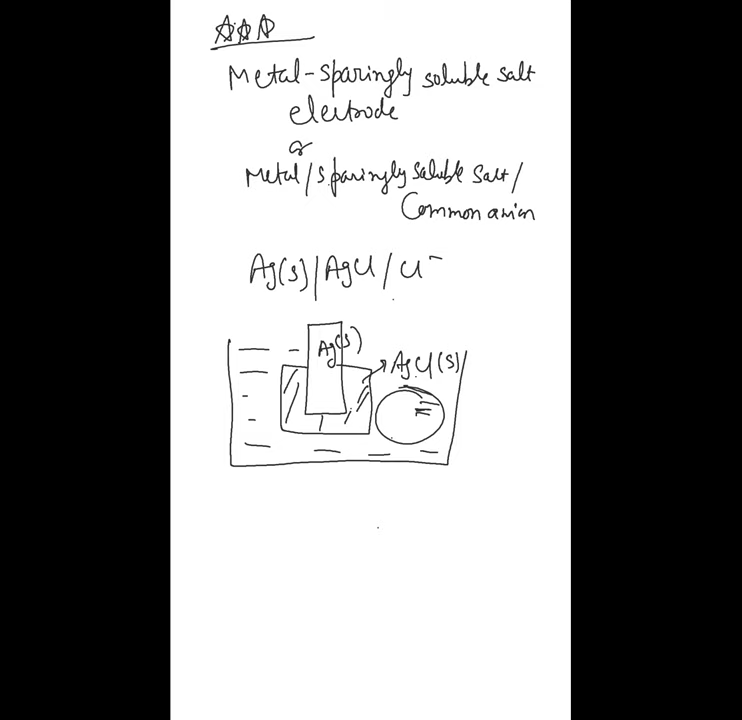 Metal-sparingly soluble salt
electrode
or
Metal/sparingly soluble salt/
Common anion
Ag(s)|AgCl/Cl⁻
Ag(s)
AgCl(s)